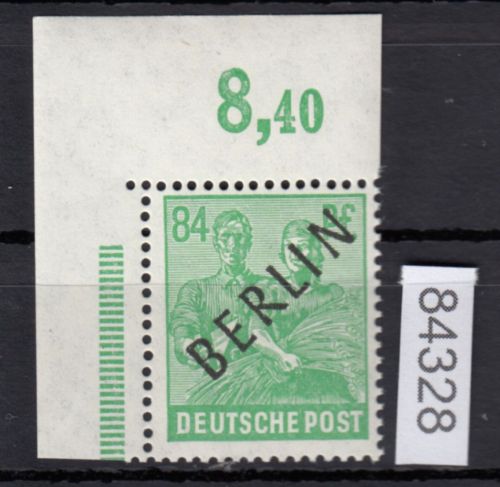 8,40
84 Pf
BERLIN
DEUTSCHE POST
84328